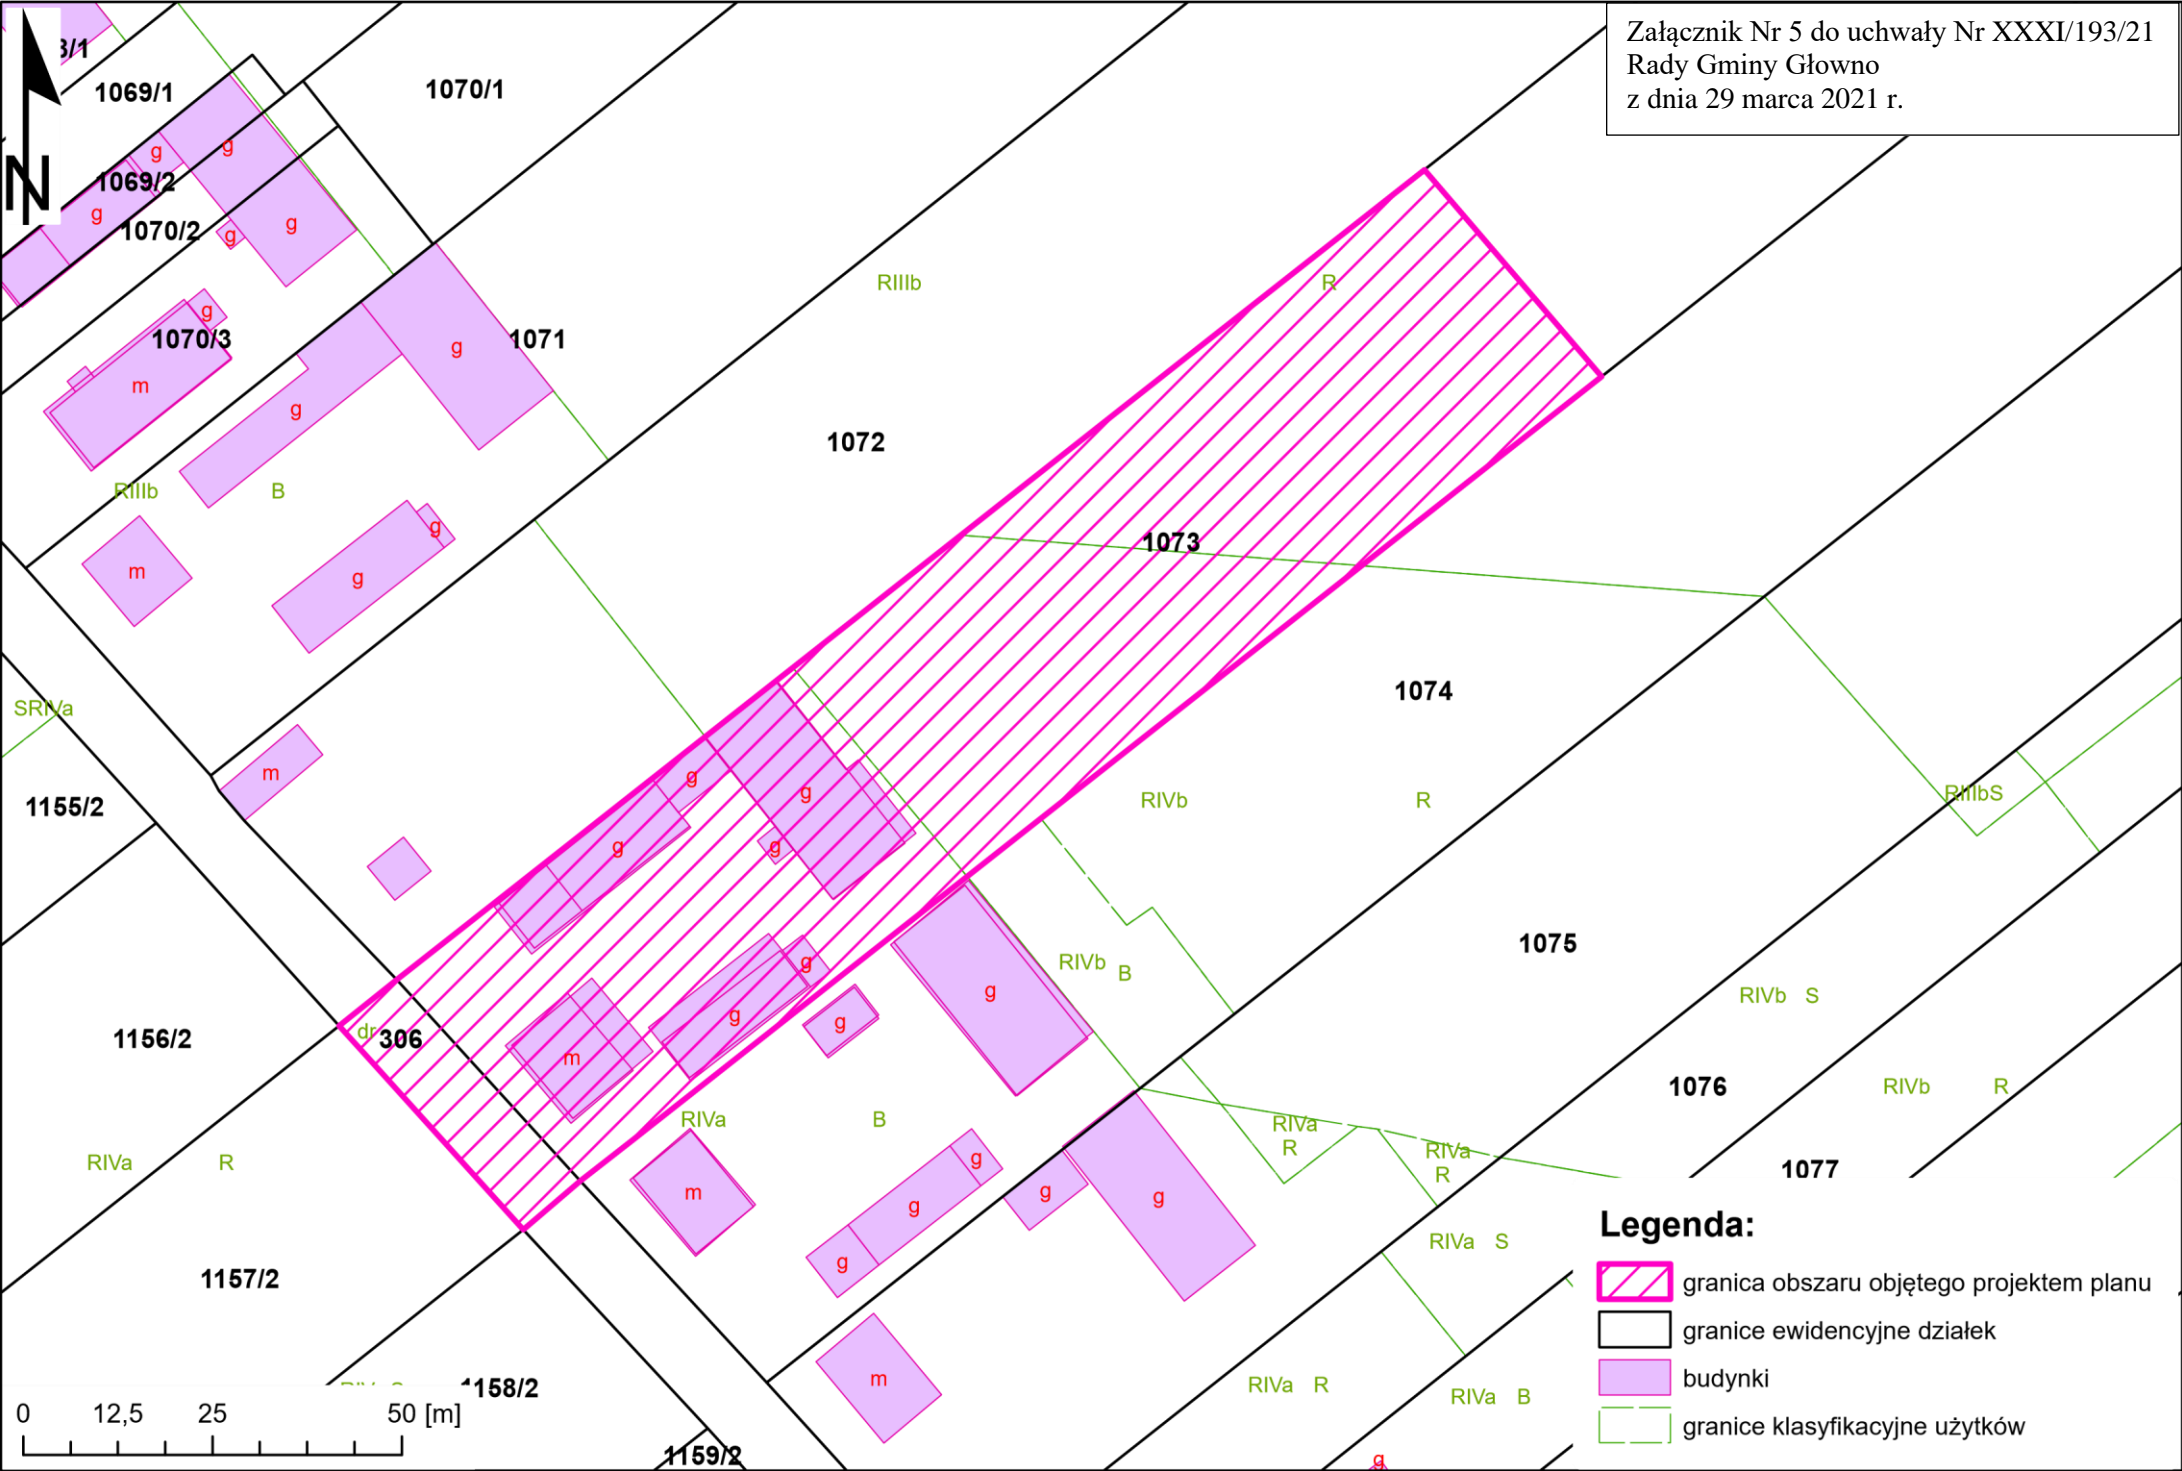 Załącznik Nr 5 do uchwały Nr XXXI/193/21
Rady Gminy Głowno
z dnia 29 marca 2021 r.
3/1
1069/1
1070/1
N
g
g
1069/2
g
1070/2
g
g
g
1070/3
m
g
1071
g
RIIIb
R
1072
RIIIb
B
g
g
m
1073
SRIVa
m
1155/2
1074
g
g
g
g
RIVb
R
RIIIbS
1075
RIVb
B
g
g
g
g
m
dr
306
1156/2
RIVb S
1076
RIVb
R
RIVa
B
RIVa
R
RIVa
R
RIVa
R
1077
m
g
g
g
g
g
RIVa S
1157/2
m
1158/2
RIVa R
RIVa B
1159/2
g
0
12,5
25
50 [m]
Legenda:
granica obszaru objętego projektem planu
granice ewidencyjne działek
budynki
granice klasyfikacyjne użytków